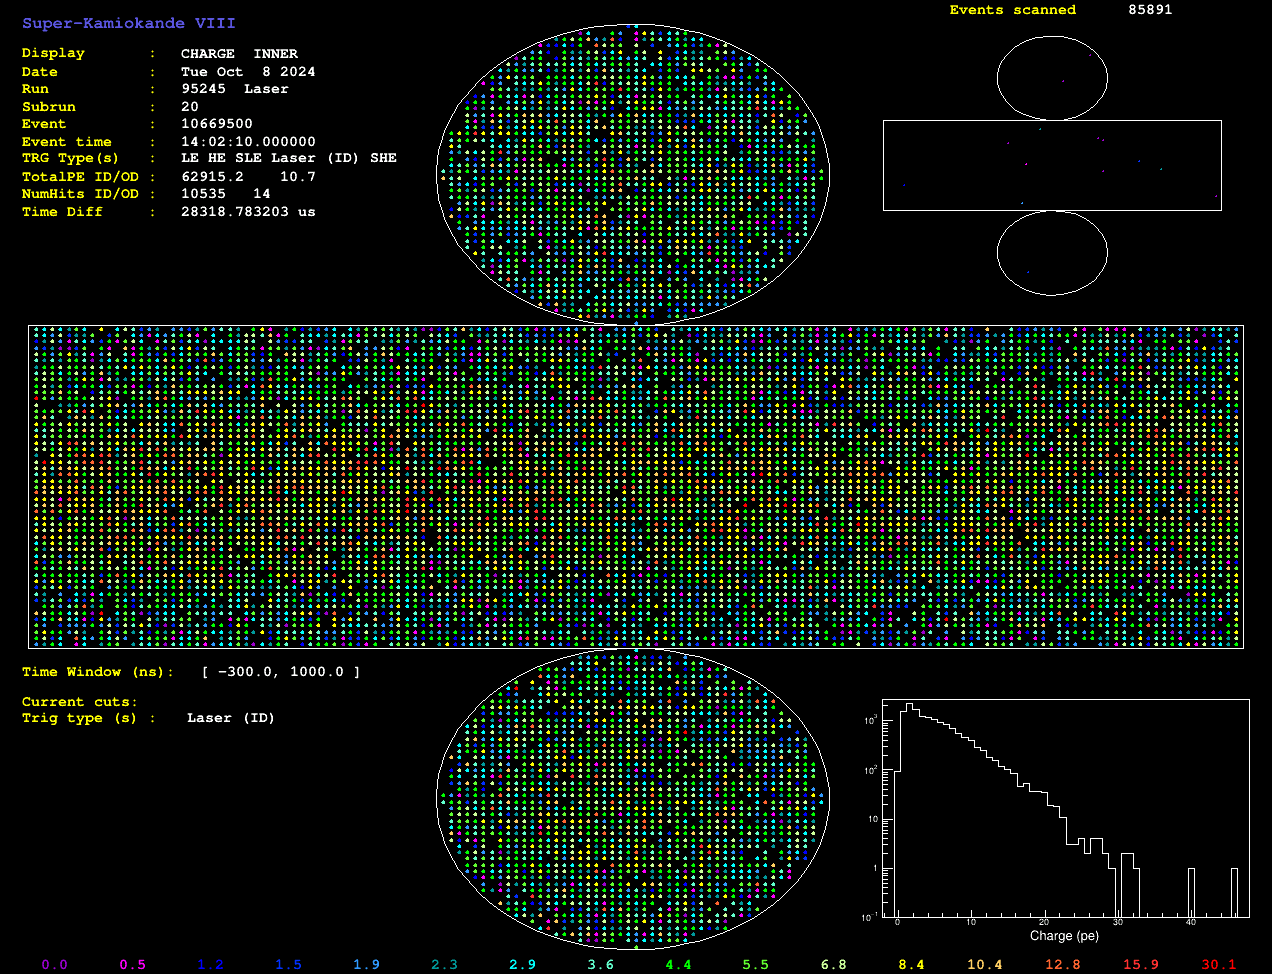 Super-Kamiokande VIII
Events scanned 85891
Display : CHARGE INNER
Date : Tue Oct 8 2024
Run : 95245 Laser
Subrun : 20
Event : 10669500
Event time : 14:02:10.000000
TRG Type(s) : LE HE SLE Laser (ID) SHE
TotalPE ID/OD : 62915.2 10.7
NumHits ID/OD : 10535 14
Time Diff : 28318.783203 us
Time Window (ns): [ -300.0, 1000.0 ]
Current cuts:
Trig type (s) : Laser (ID)
10³
10²
10
1
10⁻¹
0 10 20 30 40
Charge (pe)
0.0 0.5 1.2 1.5 1.9 2.3 2.9 3.6 4.4 5.5 6.8 8.4 10.4 12.8 15.9 30.1